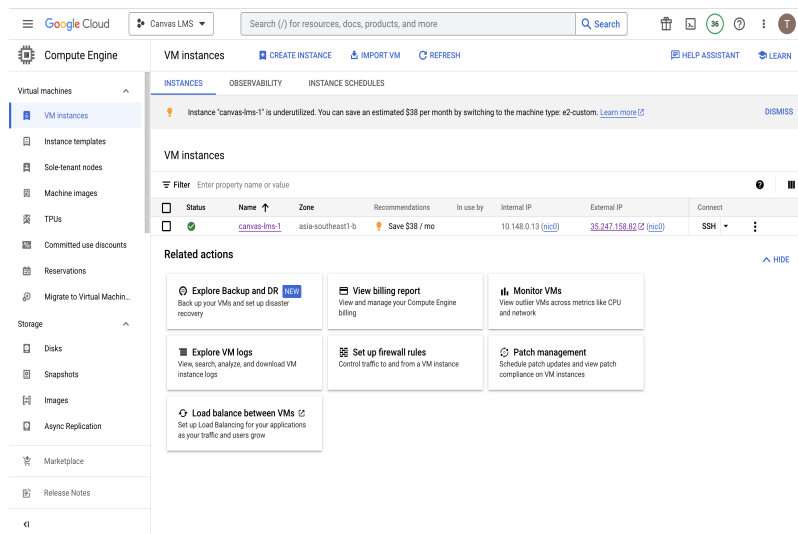 Google Cloud
Canvas LMS
Search (/) for resources, docs, products, and more
Search
36
T
Compute Engine
VM instances
CREATE INSTANCE
IMPORT VM
REFRESH
HELP ASSISTANT
LEARN
Virtual machines
VM instances
Instance templates
Sole-tenant nodes
Machine images
TPUs
Committed use discounts
Reservations
Migrate to Virtual Machin...
Storage
Disks
Snapshots
Images
Async Replication
Marketplace
Release Notes
INSTANCES
OBSERVABILITY
INSTANCE SCHEDULES
Instance "canvas-lms-1" is underutilized. You can save an estimated $38 per month by switching to the machine type: e2-custom. Learn more
DISMISS
VM instances
Filter Enter property name or value
Status Name Zone Recommendations In use by Internal IP External IP Connect
canvas-lms-1 asia-southeast1-b Save $38 / mo 10.148.0.13 (nic0) 35.247.158.82 (nic0) SSH
Related actions
HIDE
Explore Backup and DR NEW
Back up your VMs and set up disaster
recovery
View billing report
View and manage your Compute Engine
billing
Monitor VMs
View outlier VMs across metrics like CPU
and network
Explore VM logs
View, search, analyze, and download VM
instance logs
Set up firewall rules
Control traffic to and from a VM instance
Patch management
Schedule patch updates and view patch
compliance on VM instances
Load balance between VMs
Set up Load Balancing for your applications
as your traffic and users grow